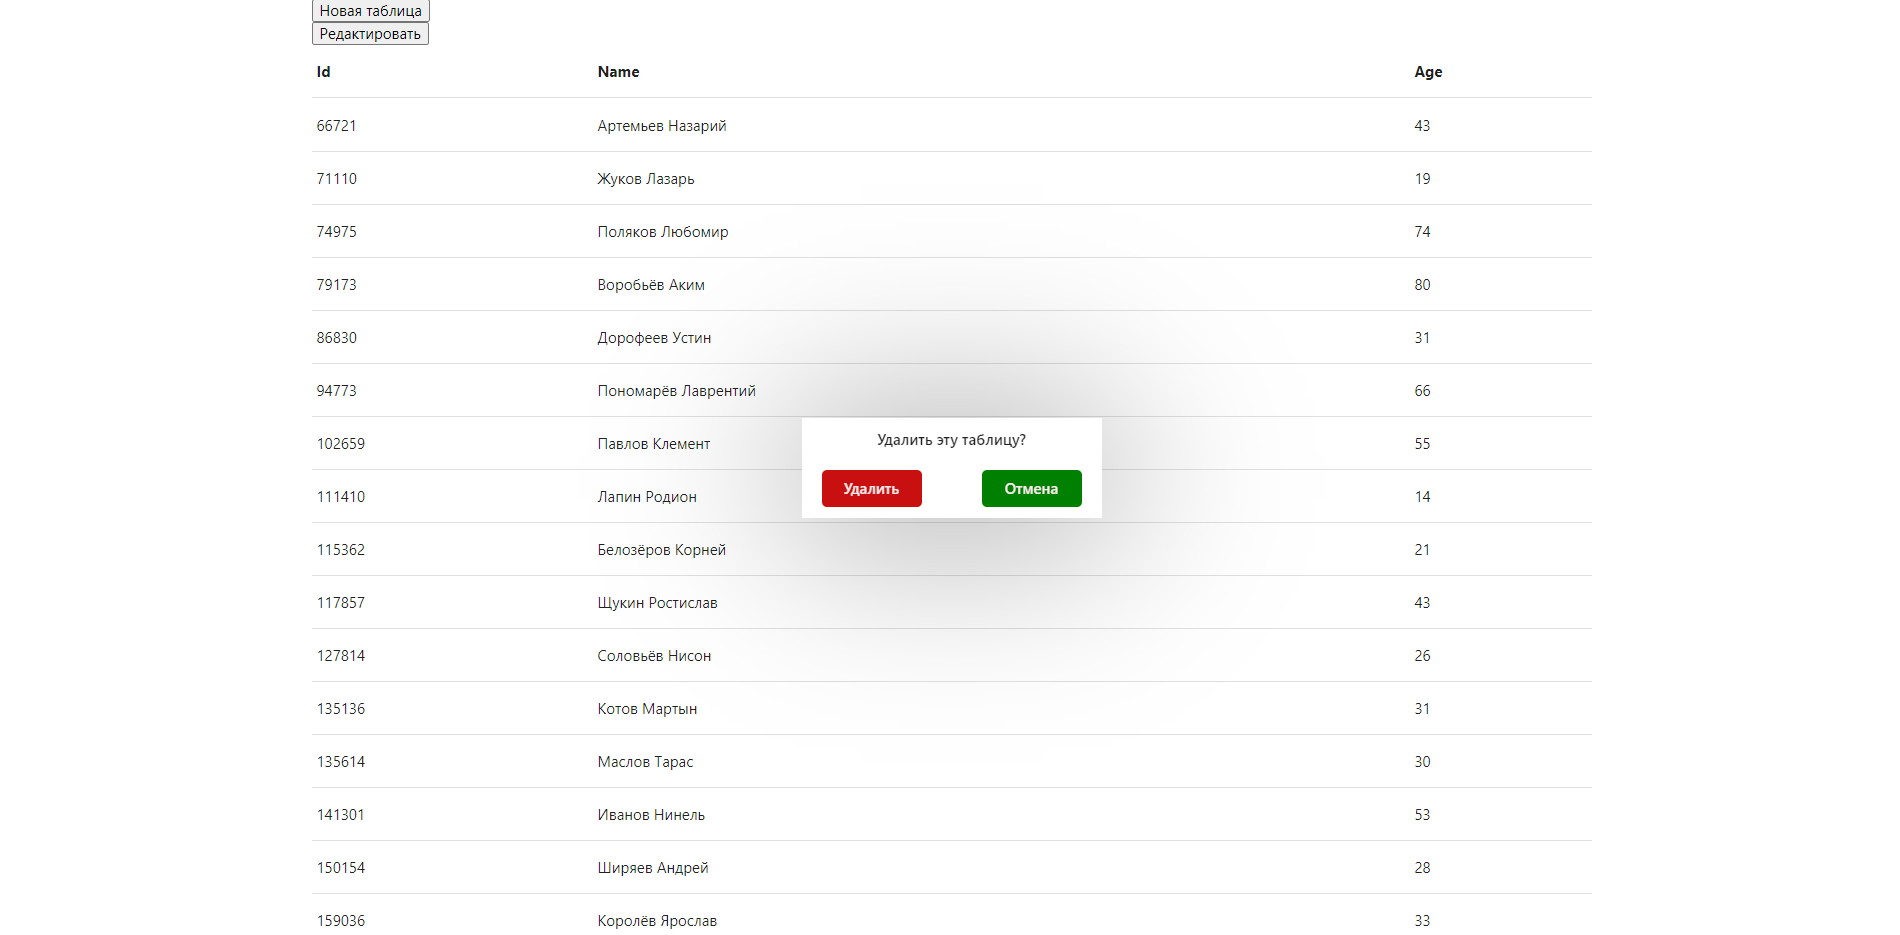 Новая таблица
Редактировать
Id Name Age
66721 Артемьев Назарий 43
71110 Жуков Лазарь 19
74975 Поляков Любомир 74
79173 Воробьёв Аким 80
86830 Дорофеев Устин 31
94773 Пономарёв Лаврентий 66
Удалить эту таблицу?
102659 Павлов Клемент 55
Удалить Отмена
111410 Лапин Родион 14
115362 Белозёров Корней 21
117857 Щукин Ростислав 43
127814 Соловьёв Нисон 26
135136 Котов Мартын 31
135614 Маслов Тарас 30
141301 Иванов Нинель 53
150154 Ширяев Андрей 28
159036 Королёв Ярослав 33